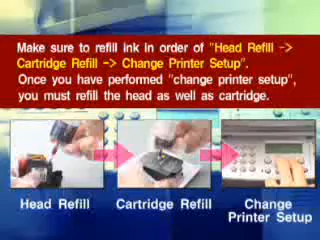 Make sure to refill ink in order of "Head Refill ->
Cartridge Refill -> Change Printer Setup".
Once you have performed "change printer setup",
you must refill the head as well as cartridge.
Head Refill
Cartridge Refill
Change
Printer Setup